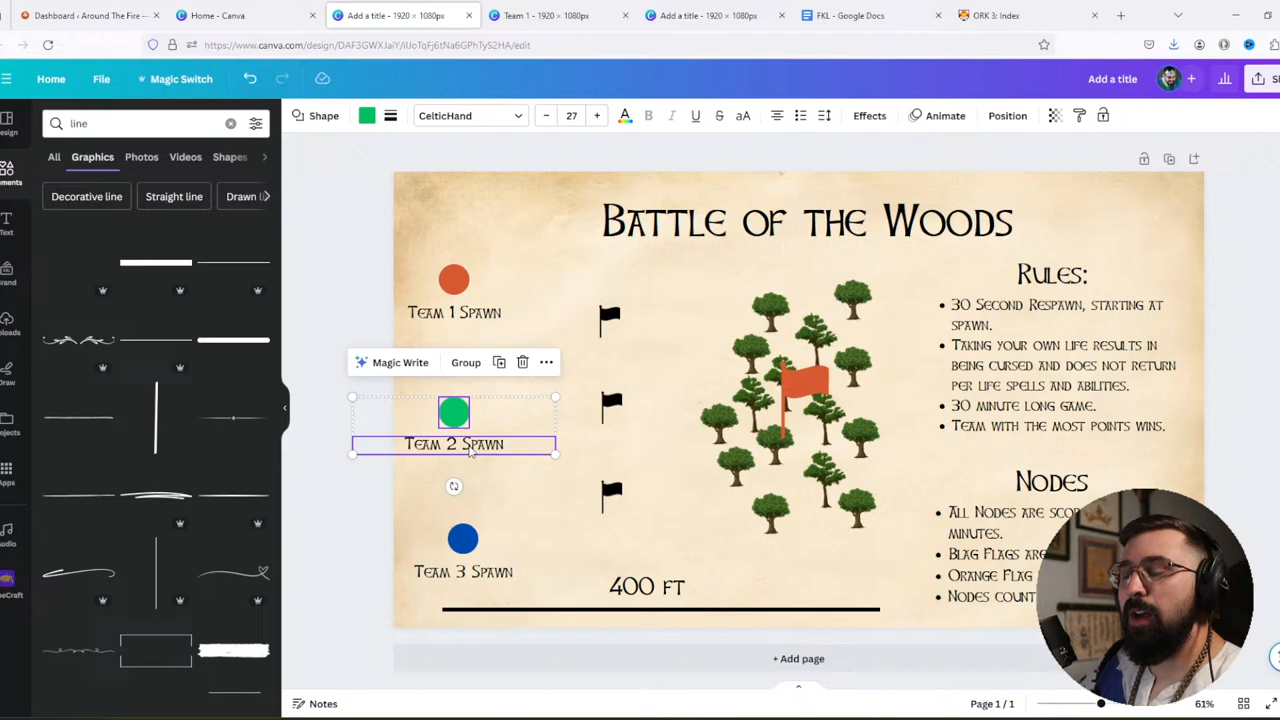 Dashboard ‹ Around The Fire —
Home - Canva
Add a title - 1920 × 1080px
Team 1 - 1920 × 1080px
Add a title - 1920 × 1080px
FKL - Google Docs
ORK 3: Index
https://www.canva.com/design/DAF3GWXJaiY/iUoTqFj6tNa6GPhTyS2HA/edit
Home
File
Magic Switch
Add a title
line
Shape
CelticHand
27
aA
Effects
Animate
Position
All
Graphics
Photos
Videos
Shapes
Decorative line
Straight line
Drawn
Text
Battle of the Woods
Team 1 Spawn
Magic Write
Group
Team 2 Spawn
Team 3 Spawn
400 ft
Rules:
30 Second Respawn, starting at
spawn.
Taking your own life results in
being cursed and does not return
per life spells and abilities.
30 minute long game.
Team with the most points wins.
Nodes
All Nodes are
minutes.
Blag Flags are
Orange Flag
Nodes count
+ Add page
Notes
Page 1 / 1
61%